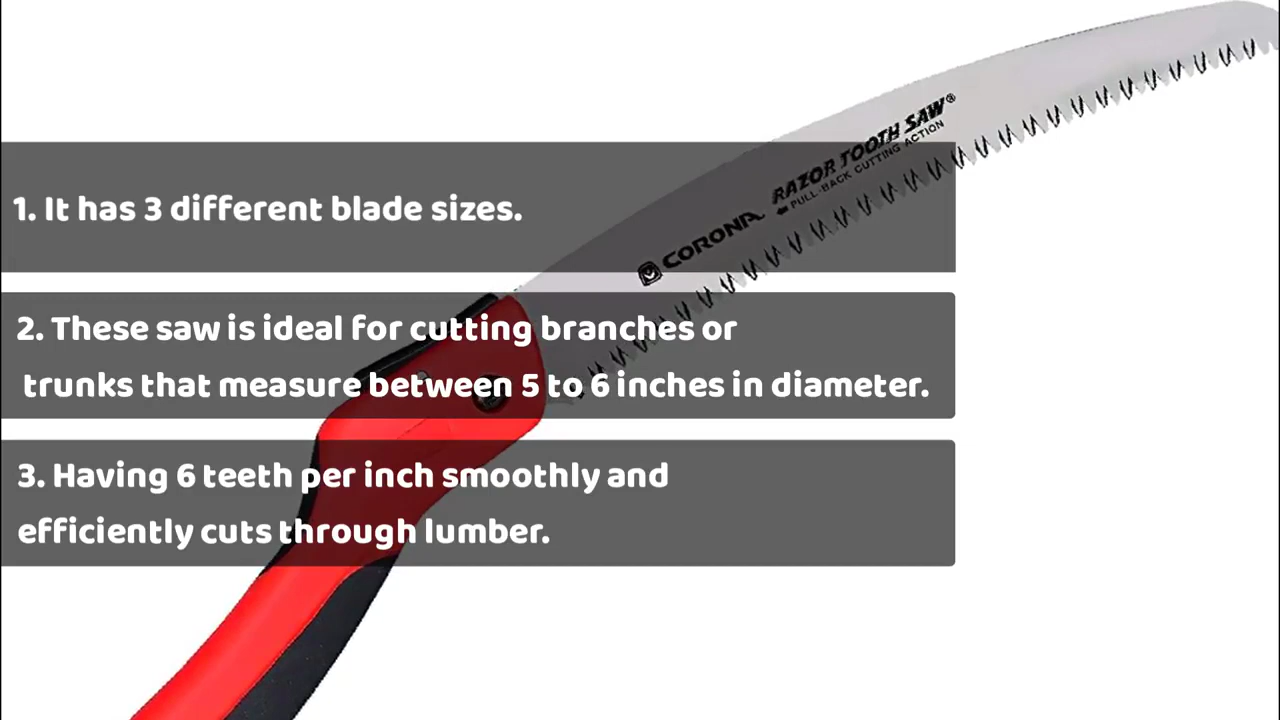 RAZOR TOOTH SAW®
PULL-BACK CUTTING ACTION
CORONA
1. It has 3 different blade sizes.
2. These saw is ideal for cutting branches or
trunks that measure between 5 to 6 inches in diameter.
3. Having 6 teeth per inch smoothly and
efficiently cuts through lumber.